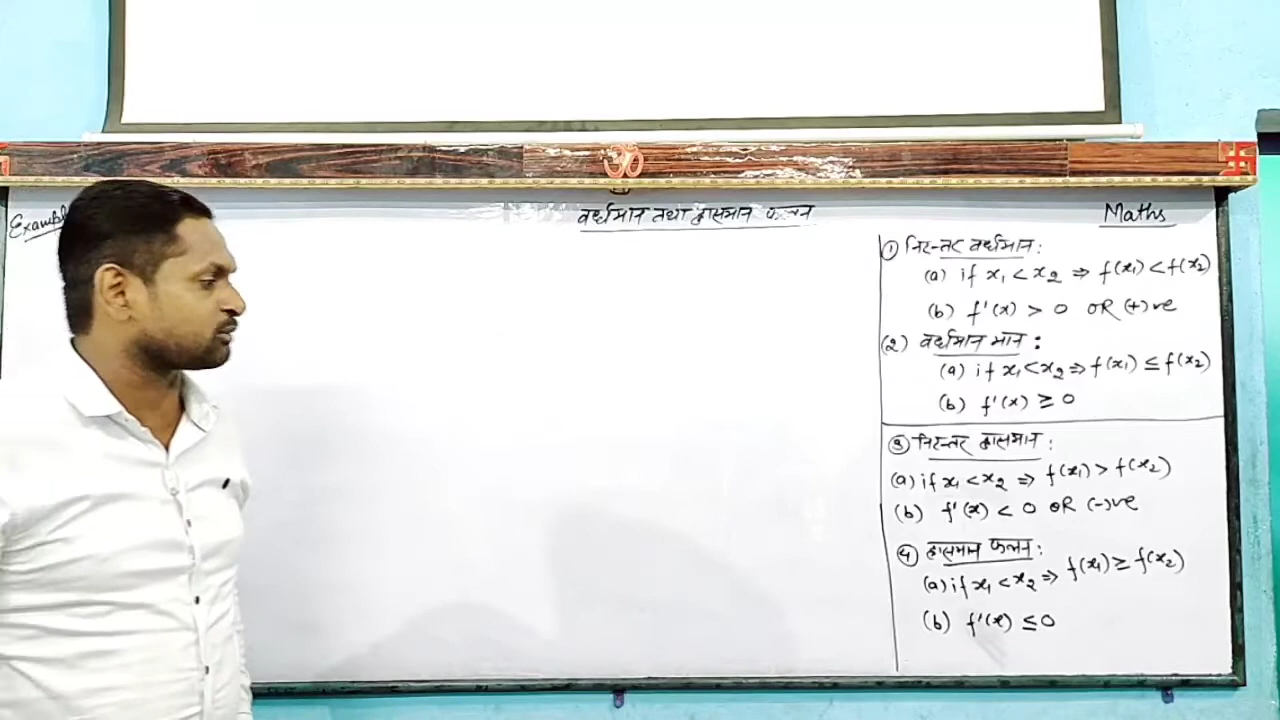 Exampl
वर्धमान तथा ह्रासमान फलन
Maths
① निरन्तर वर्धमान:
(a) if x₁ < x₂ ⇒ f(x₁) < f(x₂)
(b) f'(x) > 0 OR (+)ve
(२) वर्धमान मान :
(a) if x₁ < x₂ ⇒ f(x₁) ≤ f(x₂)
(b) f'(x) ≥ 0
③ निरन्तर ह्रासमान :
(a) if x₁ < x₂ ⇒ f(x₁) > f(x₂)
(b) f'(x) < 0 OR (-)ve
④ ह्रासमान फलन:
(a) if x₁ < x₂ ⇒ f(x₁) ≥ f(x₂)
(b) f'(x) ≤ 0